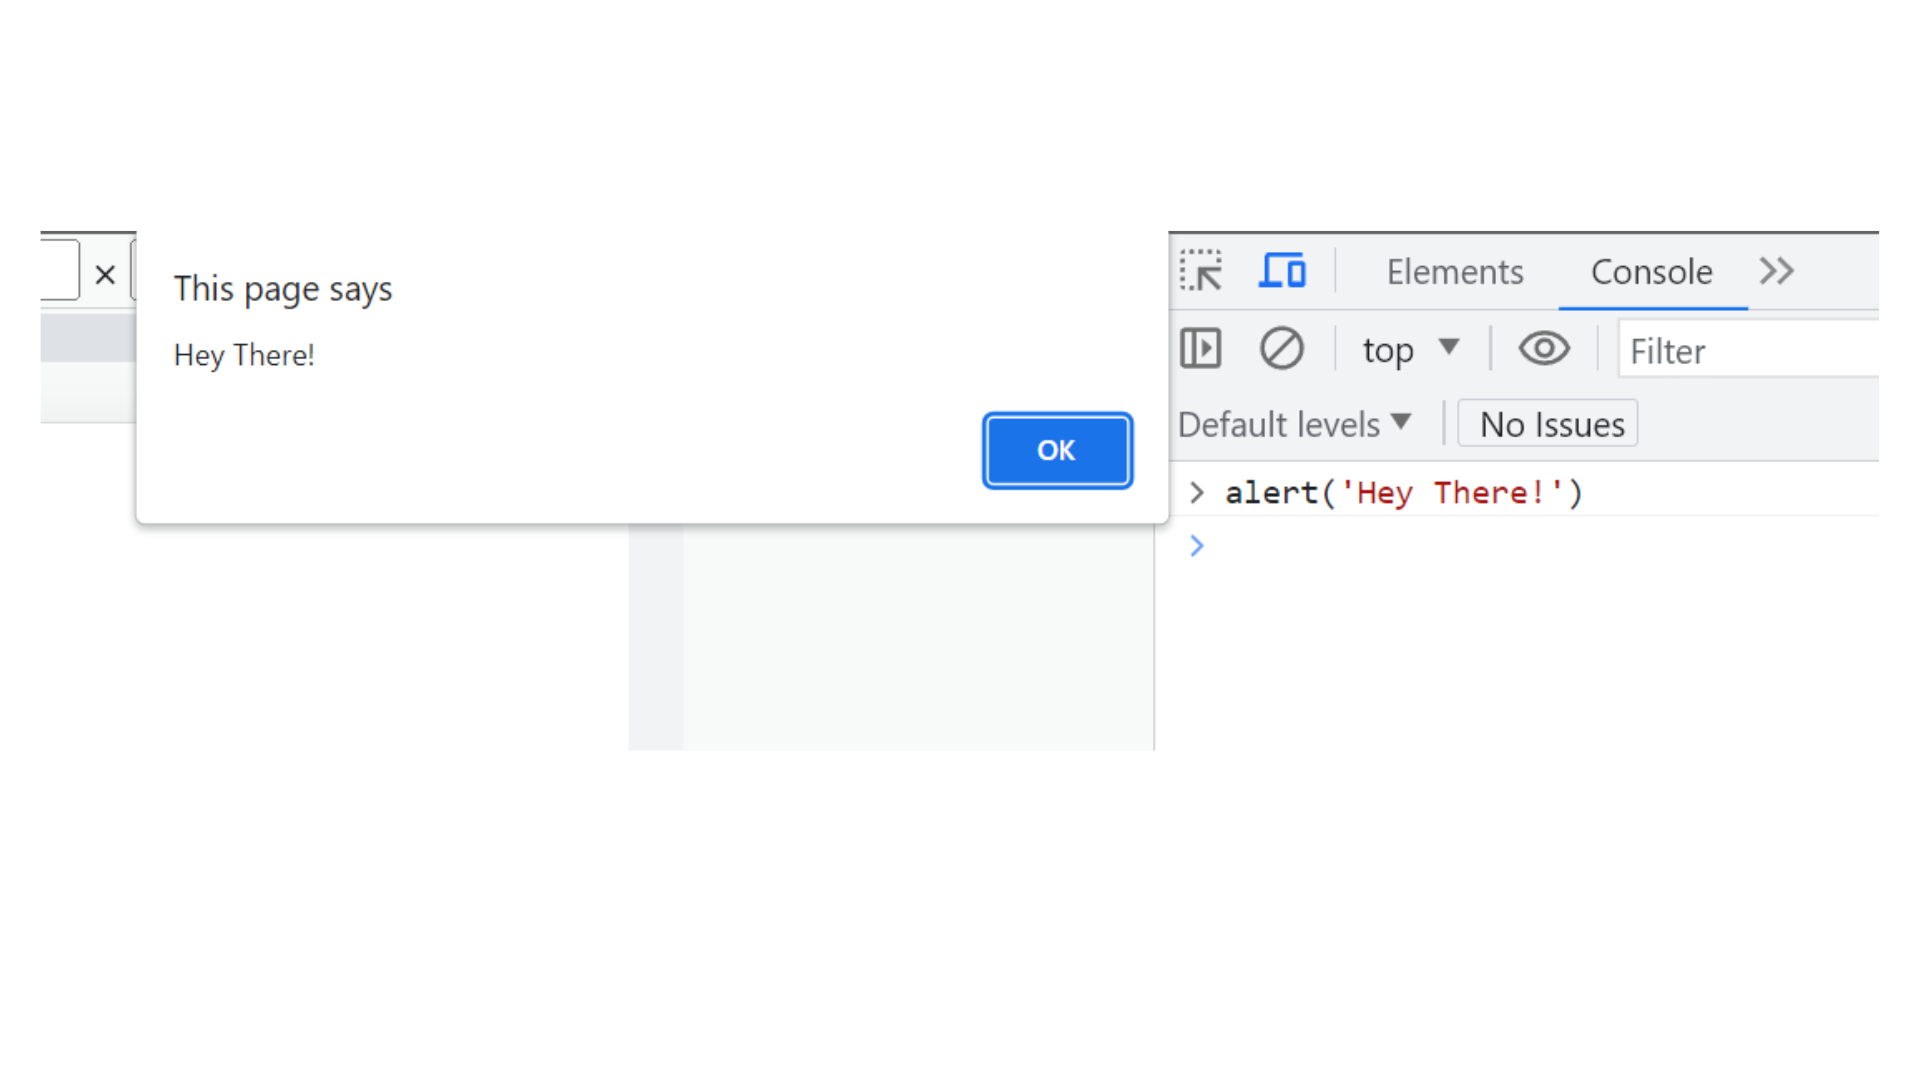 This page says
Hey There!
OK
Elements Console
top Filter
Default levels No Issues
> alert('Hey There!')
>